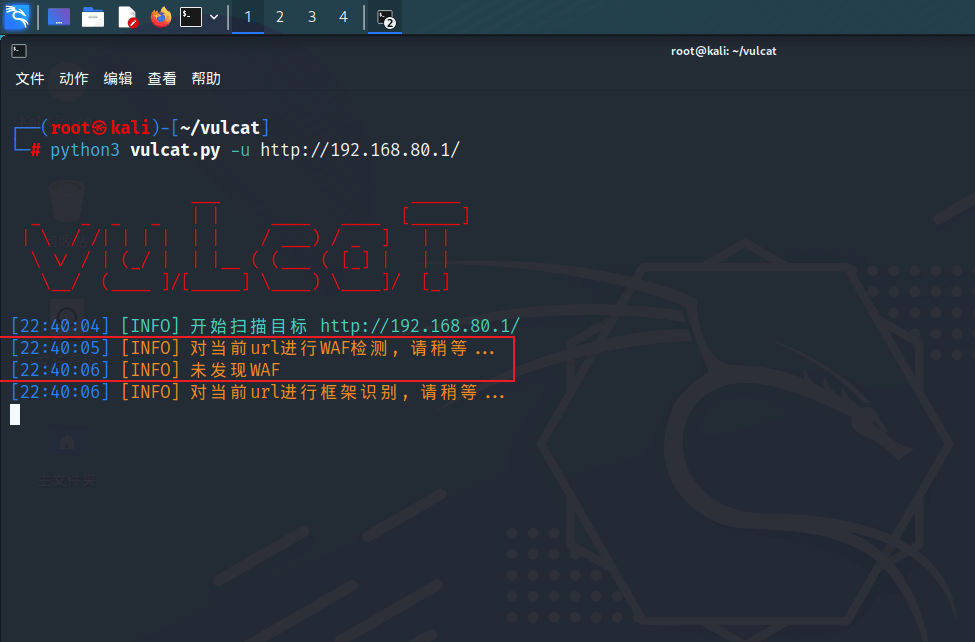 1 2 3 4 2
root@kali: ~/vulcat
文件 动作 编辑 查看 帮助
┌──(root㉿kali)-[~/vulcat]
└─# python3 vulcat.py -u http://192.168.80.1/
vulcat
[22:40:04] [INFO] 开始扫描目标 http://192.168.80.1/
[22:40:05] [INFO] 对当前url进行WAF检测, 请稍等...
[22:40:06] [INFO] 未发现WAF
[22:40:06] [INFO] 对当前url进行框架识别, 请稍等...
主文件夹